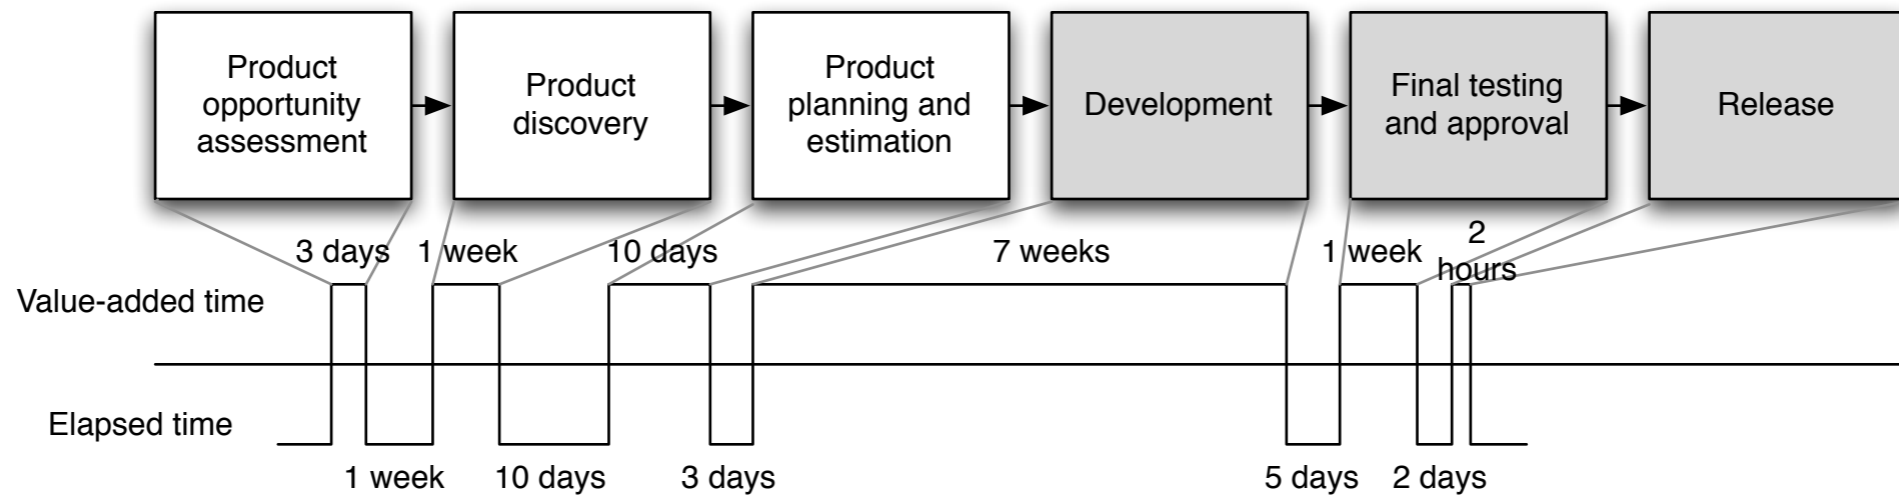 Product
opportunity
assessment
Product
discovery
Product
planning and
estimation
Development
Final testing
and approval
Release
3 days
1 week
10 days
7 weeks
1 week
2
hours
Value-added time
Elapsed time
1 week
10 days
3 days
5 days
2 days